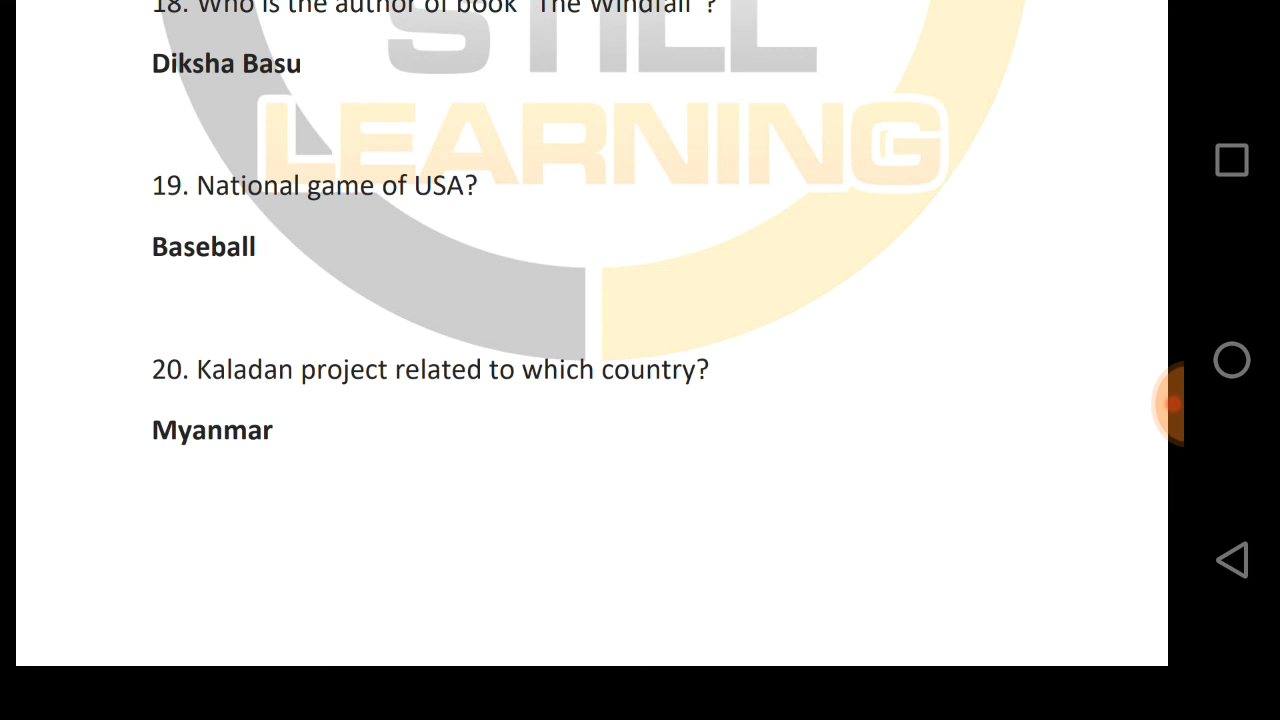 18. Who is the author of book "The Windfall"?
STILL
Diksha Basu
LEARNING
19. National game of USA?
Baseball
20. Kaladan project related to which country?
Myanmar